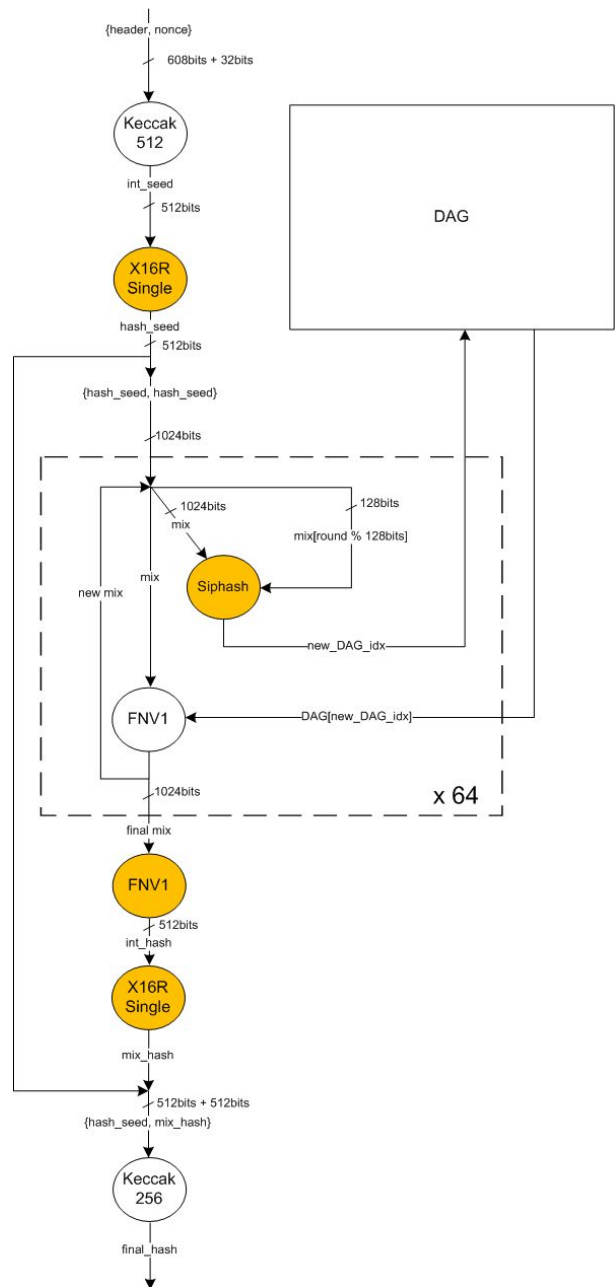 {header, nonce}
608bits + 32bits
Keccak
512
DAG
int_seed
512bits
X16R
Single
hash_seed
512bits
{hash_seed, hash_seed}
1024bits
1024bits
128bits
mix
mix[round % 128bits]
mix
Siphash
new mix
new_DAG_idx
FNV1
DAG[new_DAG_idx]
1024bits
x 64
final mix
FNV1
512bits
int_hash
X16R
Single
mix_hash
512bits + 512bits
{hash_seed, mix_hash}
Keccak
256
final_hash